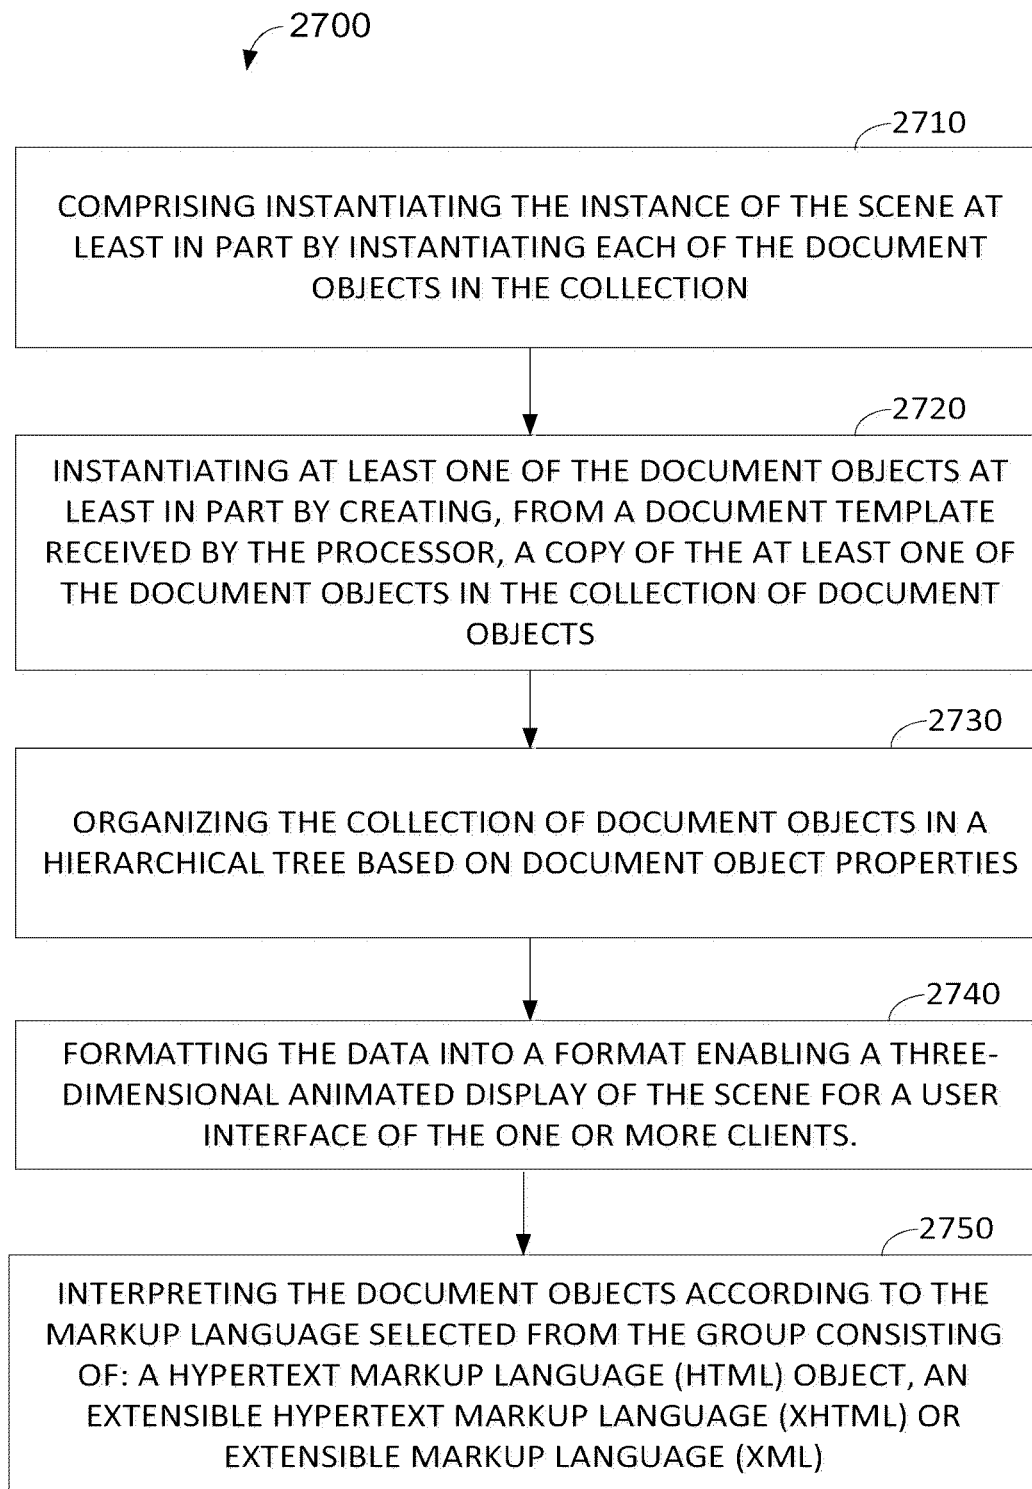 2700
2710
COMPRISING INSTANTIATING THE INSTANCE OF THE SCENE AT
LEAST IN PART BY INSTANTIATING EACH OF THE DOCUMENT
OBJECTS IN THE COLLECTION
2720
INSTANTIATING AT LEAST ONE OF THE DOCUMENT OBJECTS AT
LEAST IN PART BY CREATING, FROM A DOCUMENT TEMPLATE
RECEIVED BY THE PROCESSOR, A COPY OF THE AT LEAST ONE OF
THE DOCUMENT OBJECTS IN THE COLLECTION OF DOCUMENT
OBJECTS
2730
ORGANIZING THE COLLECTION OF DOCUMENT OBJECTS IN A
HIERARCHICAL TREE BASED ON DOCUMENT OBJECT PROPERTIES
2740
FORMATTING THE DATA INTO A FORMAT ENABLING A THREE-
DIMENSIONAL ANIMATED DISPLAY OF THE SCENE FOR A USER
INTERFACE OF THE ONE OR MORE CLIENTS.
2750
INTERPRETING THE DOCUMENT OBJECTS ACCORDING TO THE
MARKUP LANGUAGE SELECTED FROM THE GROUP CONSISTING
OF: A HYPERTEXT MARKUP LANGUAGE (HTML) OBJECT, AN
EXTENSIBLE HYPERTEXT MARKUP LANGUAGE (XHTML) OR
EXTENSIBLE MARKUP LANGUAGE (XML)